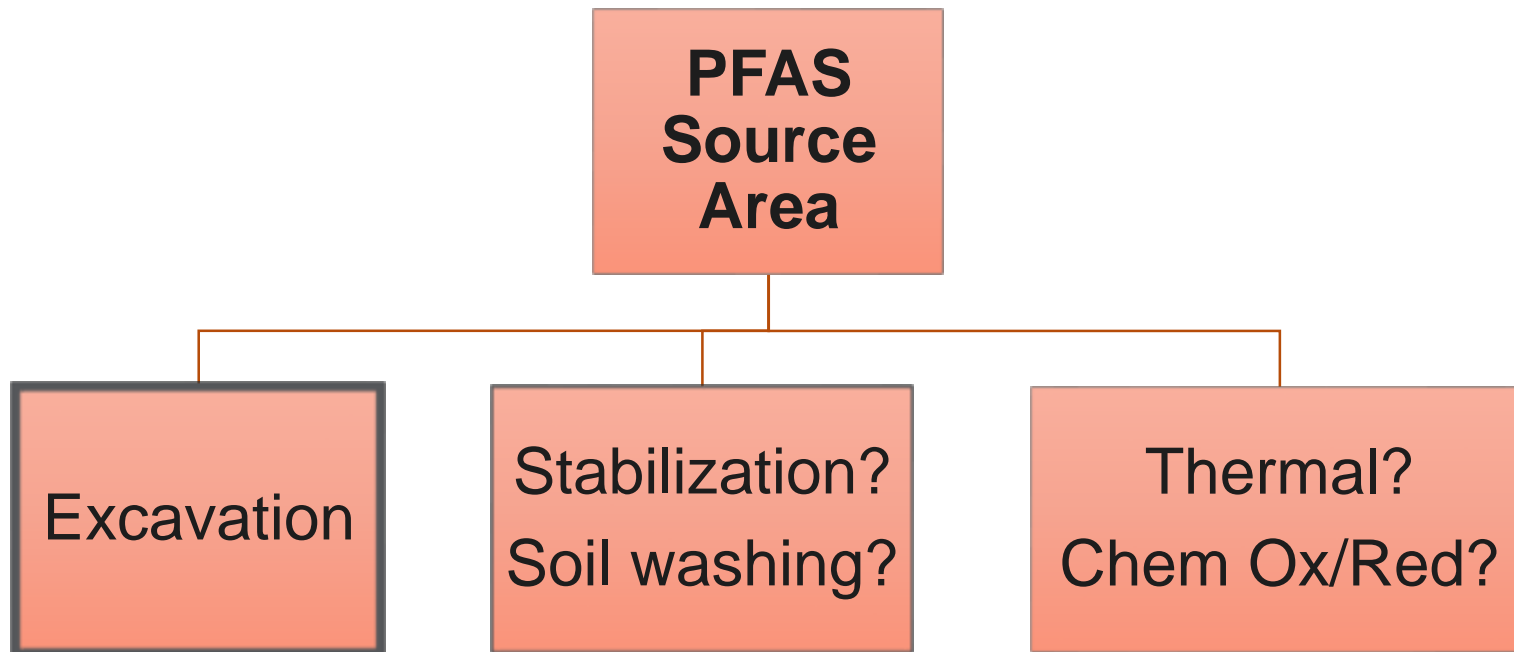 PFAS
Source
Area
Excavation
Stabilization?
Soil washing?
Thermal?
Chem Ox/Red?